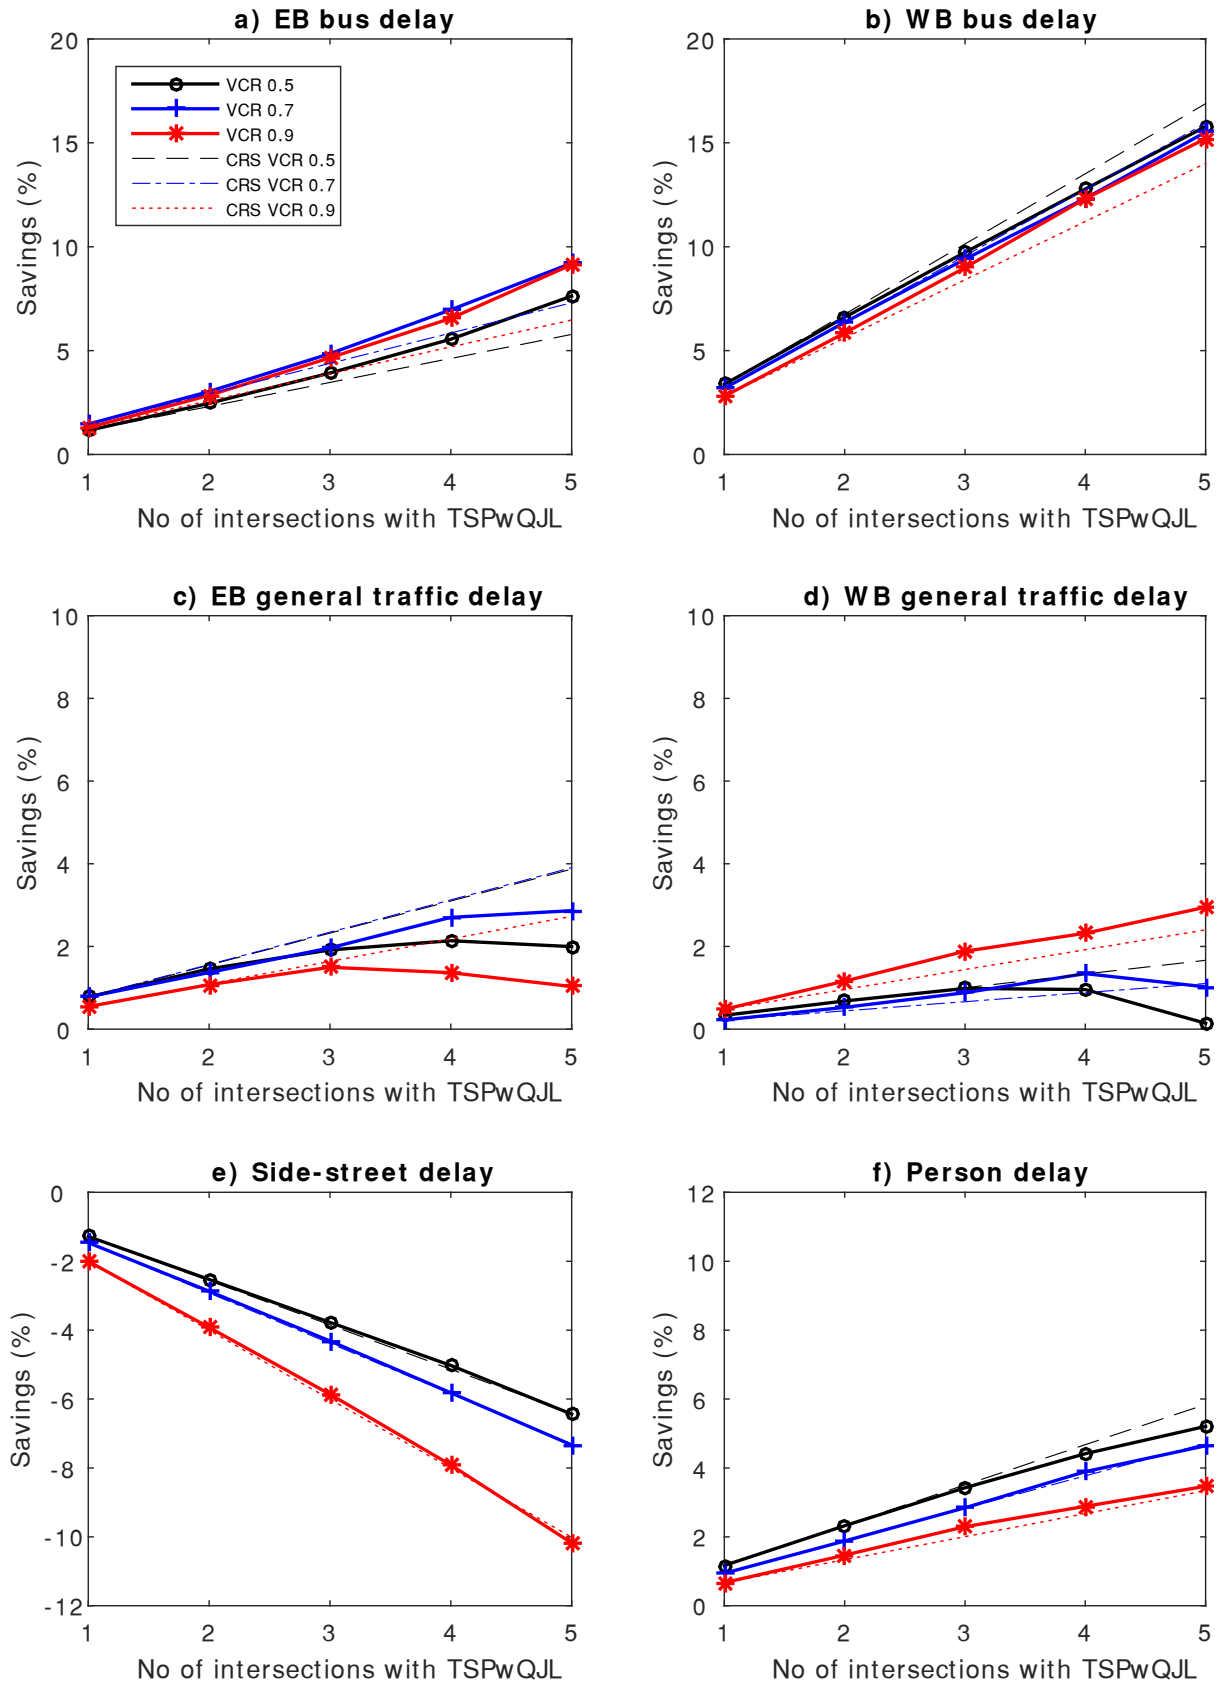 a) EB bus delay
20
15
10
5
0
Savings (%)
VCR 0.5
VCR 0.7
VCR 0.9
CRS VCR 0.5
CRS VCR 0.7
CRS VCR 0.9
1 2 3 4 5
No of intersections with TSPwQJL
b) WB bus delay
20
15
10
5
0
Savings (%)
1 2 3 4 5
No of intersections with TSPwQJL
c) EB general traffic delay
10
8
6
4
2
0
Savings (%)
1 2 3 4 5
No of intersections with TSPwQJL
d) WB general traffic delay
10
8
6
4
2
0
Savings (%)
1 2 3 4 5
No of intersections with TSPwQJL
e) Side-street delay
0
-2
-4
-6
-8
-10
-12
Savings (%)
1 2 3 4 5
No of intersections with TSPwQJL
f) Person delay
12
10
8
6
4
2
0
Savings (%)
1 2 3 4 5
No of intersections with TSPwQJL